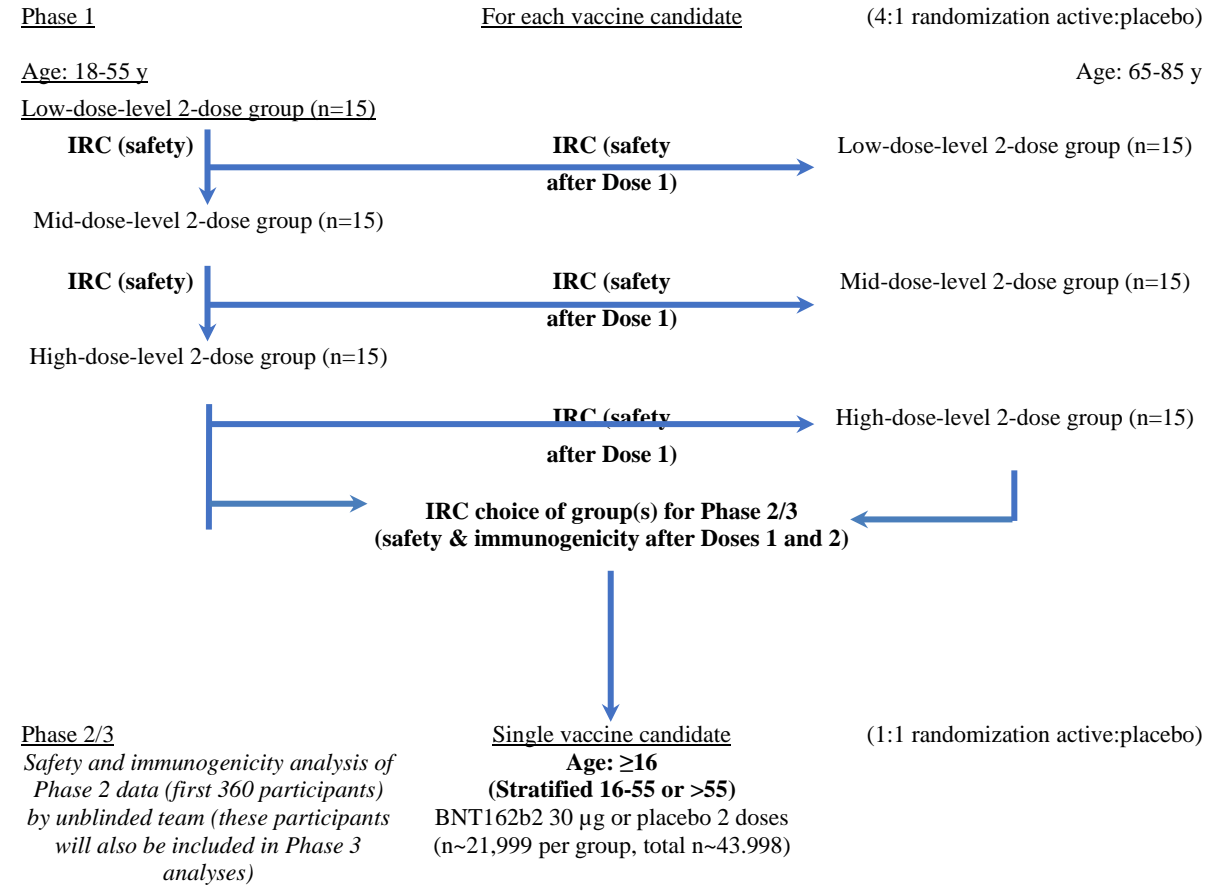 Phase 1 For each vaccine candidate (4:1 randomization active:placebo)
Age: 18-55 y Age: 65-85 y
Low-dose-level 2-dose group (n=15)
IRC (safety) IRC (safety Low-dose-level 2-dose group (n=15)
after Dose 1)
Mid-dose-level 2-dose group (n=15)
IRC (safety) IRC (safety Mid-dose-level 2-dose group (n=15)
after Dose 1)
High-dose-level 2-dose group (n=15)
IRC (safety High-dose-level 2-dose group (n=15)
after Dose 1)
IRC choice of group(s) for Phase 2/3
(safety & immunogenicity after Doses 1 and 2)
Phase 2/3 Single vaccine candidate (1:1 randomization active:placebo)
Safety and immunogenicity analysis of
Phase 2 data (first 360 participants)
by unblinded team (these participants
will also be included in Phase 3
analyses)
Age: ≥16
(Stratified 16-55 or >55)
BNT162b2 30 µg or placebo 2 doses
(n~21,999 per group, total n~43.998)